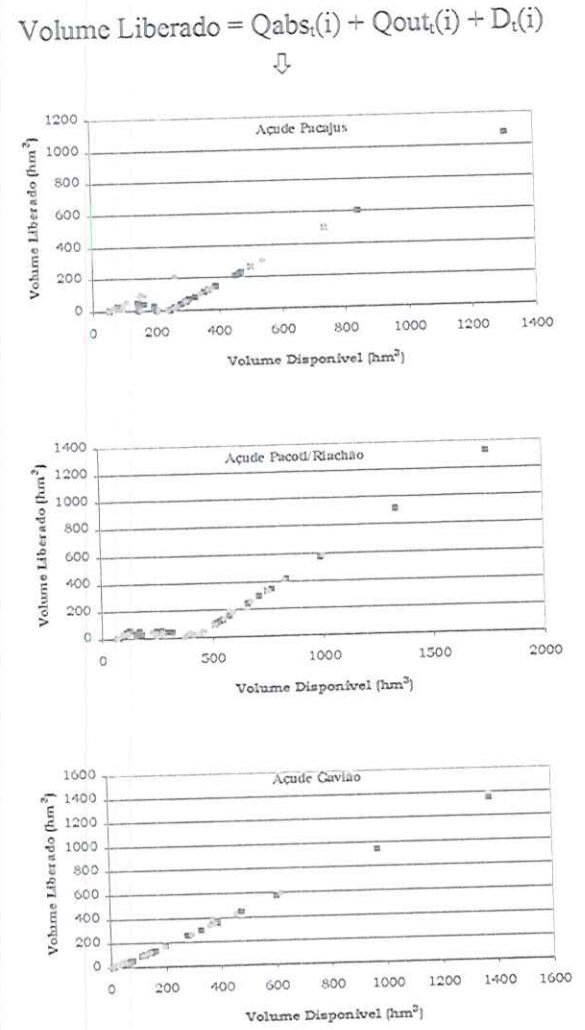 Volume Liberado = Qabsₜ(i) + Qoutₜ(i) + Dₜ(i)
⇩
Açude Pacajus
Volume Liberado (hm³)
1200
1000
800
600
400
200
0
0 200 400 600 800 1000 1200 1400
Volume Disponível (hm³)
Açude Pacoti/Riachão
Volume Liberado (hm³)
1400
1200
1000
800
600
400
200
0
0 500 1000 1500 2000
Volume Disponível (hm³)
Açude Gavião
Volume Liberado (hm³)
1600
1400
1200
1000
800
600
400
200
0
0 200 400 600 800 1000 1200 1400 1600
Volume Disponível (hm³)